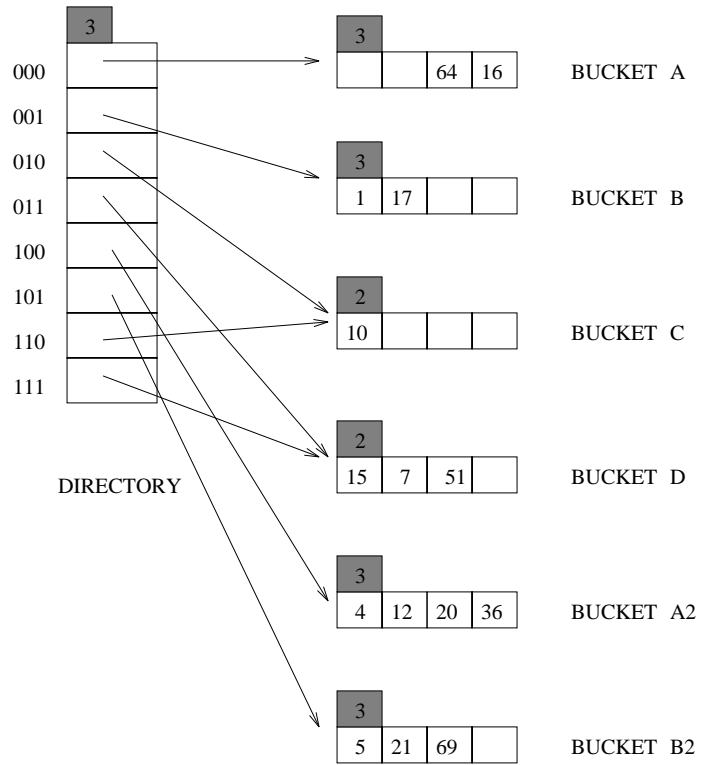 3
000
001
010
011
100
101
110
111
DIRECTORY
3
64 16 BUCKET A
3
1 17 BUCKET B
2
10 BUCKET C
2
15 7 51 BUCKET D
3
4 12 20 36 BUCKET A2
3
5 21 69 BUCKET B2